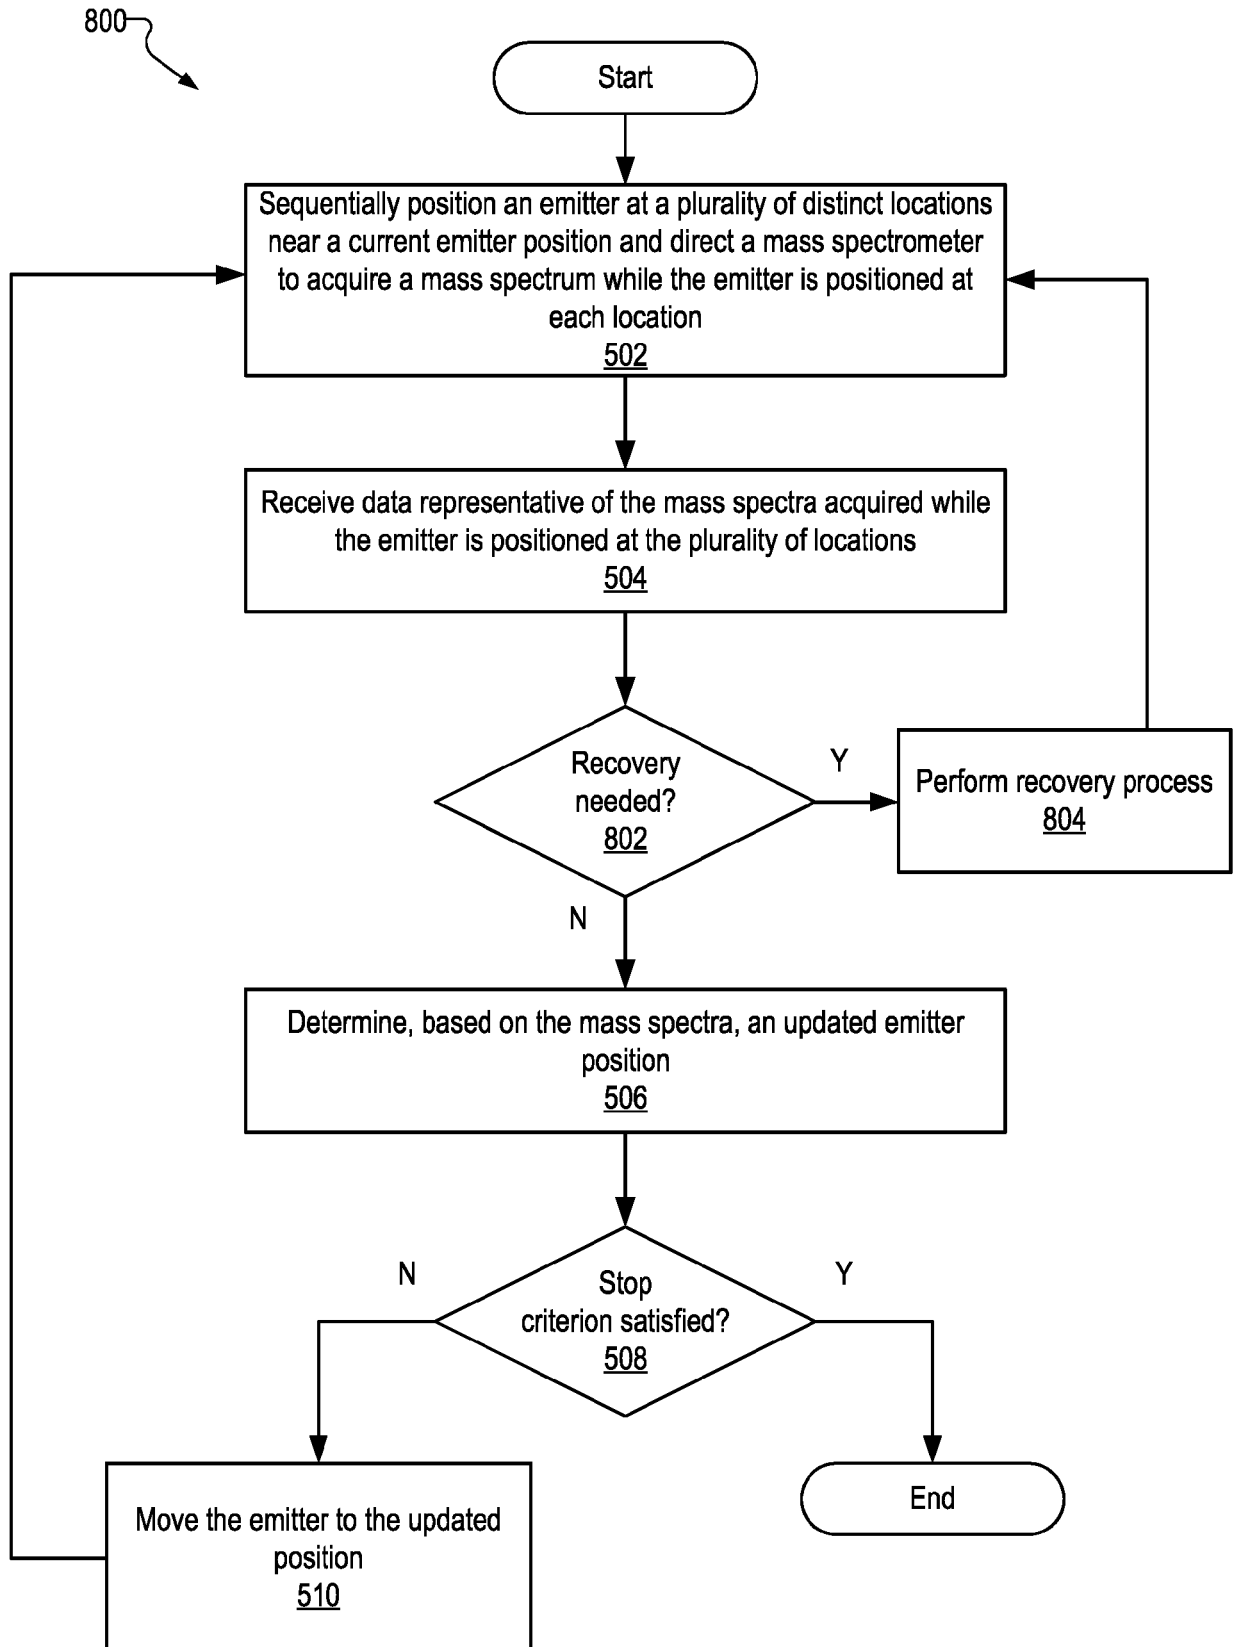 800
Start
Sequentially position an emitter at a plurality of distinct locations
near a current emitter position and direct a mass spectrometer
to acquire a mass spectrum while the emitter is positioned at
each location
502
Receive data representative of the mass spectra acquired while
the emitter is positioned at the plurality of locations
504
Recovery
needed?
802
Y
Perform recovery process
804
N
Determine, based on the mass spectra, an updated emitter
position
506
Stop
criterion satisfied?
508
N
Y
Move the emitter to the updated
position
510
End